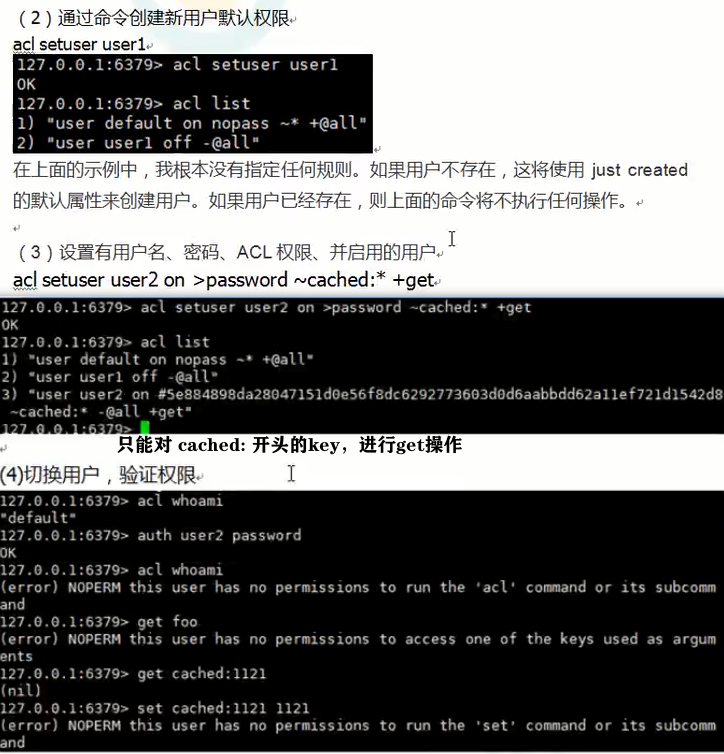 （2）通过命令创建新用户默认权限
acl setuser user1
127.0.0.1:6379> acl setuser user1
OK
127.0.0.1:6379> acl list
1) "user default on nopass ~* +@all"
2) "user user1 off -@all"
在上面的示例中，我根本没有指定任何规则。如果用户不存在，这将使用 just created
的默认属性来创建用户。如果用户已经存在，则上面的命令将不执行任何操作。
（3）设置有用户名、密码、ACL 权限、并启用的用户
acl setuser user2 on >password ~cached:* +get
127.0.0.1:6379> acl setuser user2 on >password ~cached:* +get
OK
127.0.0.1:6379> acl list
1) "user default on nopass ~* +@all"
2) "user user1 off -@all"
3) "user user2 on #5e884898da28047151d0e56f8dc6292773603d0d6aabbdd62a11ef721d1542d8
~cached:* -@all +get"
127.0.0.1:6379>
只能对 cached: 开头的key，进行get操作
(4)切换用户，验证权限
127.0.0.1:6379> acl whoami
"default"
127.0.0.1:6379> auth user2 password
OK
127.0.0.1:6379> acl whoami
(error) NOPERM this user has no permissions to run the 'acl' command or its subcomm
and
127.0.0.1:6379> get foo
(error) NOPERM this user has no permissions to access one of the keys used as argum
ents
127.0.0.1:6379> get cached:1121
(nil)
127.0.0.1:6379> set cached:1121 1121
(error) NOPERM this user has no permissions to run the 'set' command or its subcomm
and